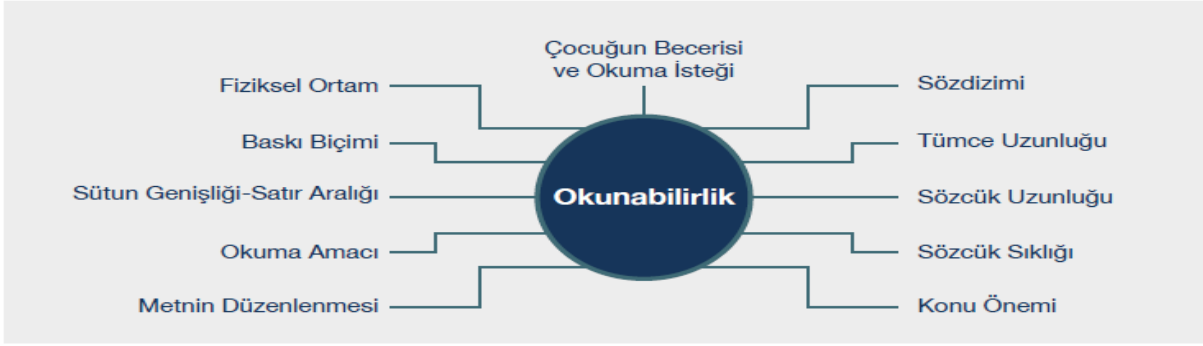 Çocuğun Becerisi
ve Okuma İsteği
Fiziksel Ortam
Baskı Biçimi
Sütun Genişliği-Satır Aralığı
Okuma Amacı
Metnin Düzenlenmesi
Okunabilirlik
Sözdizimi
Tümce Uzunluğu
Sözcük Uzunluğu
Sözcük Sıklığı
Konu Önemi